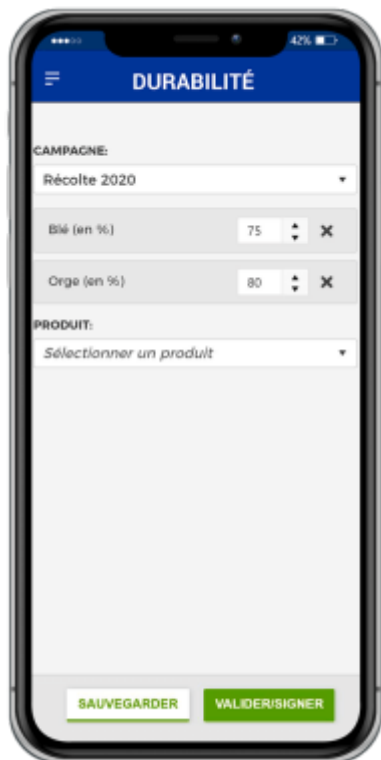 42%
DURABILITÉ
CAMPAGNE:
Récolte 2020
Blé (en %) 75
Orge (en %) 80
PRODUIT:
Sélectionner un produit
SAUVEGARDER VALIDER/SIGNER